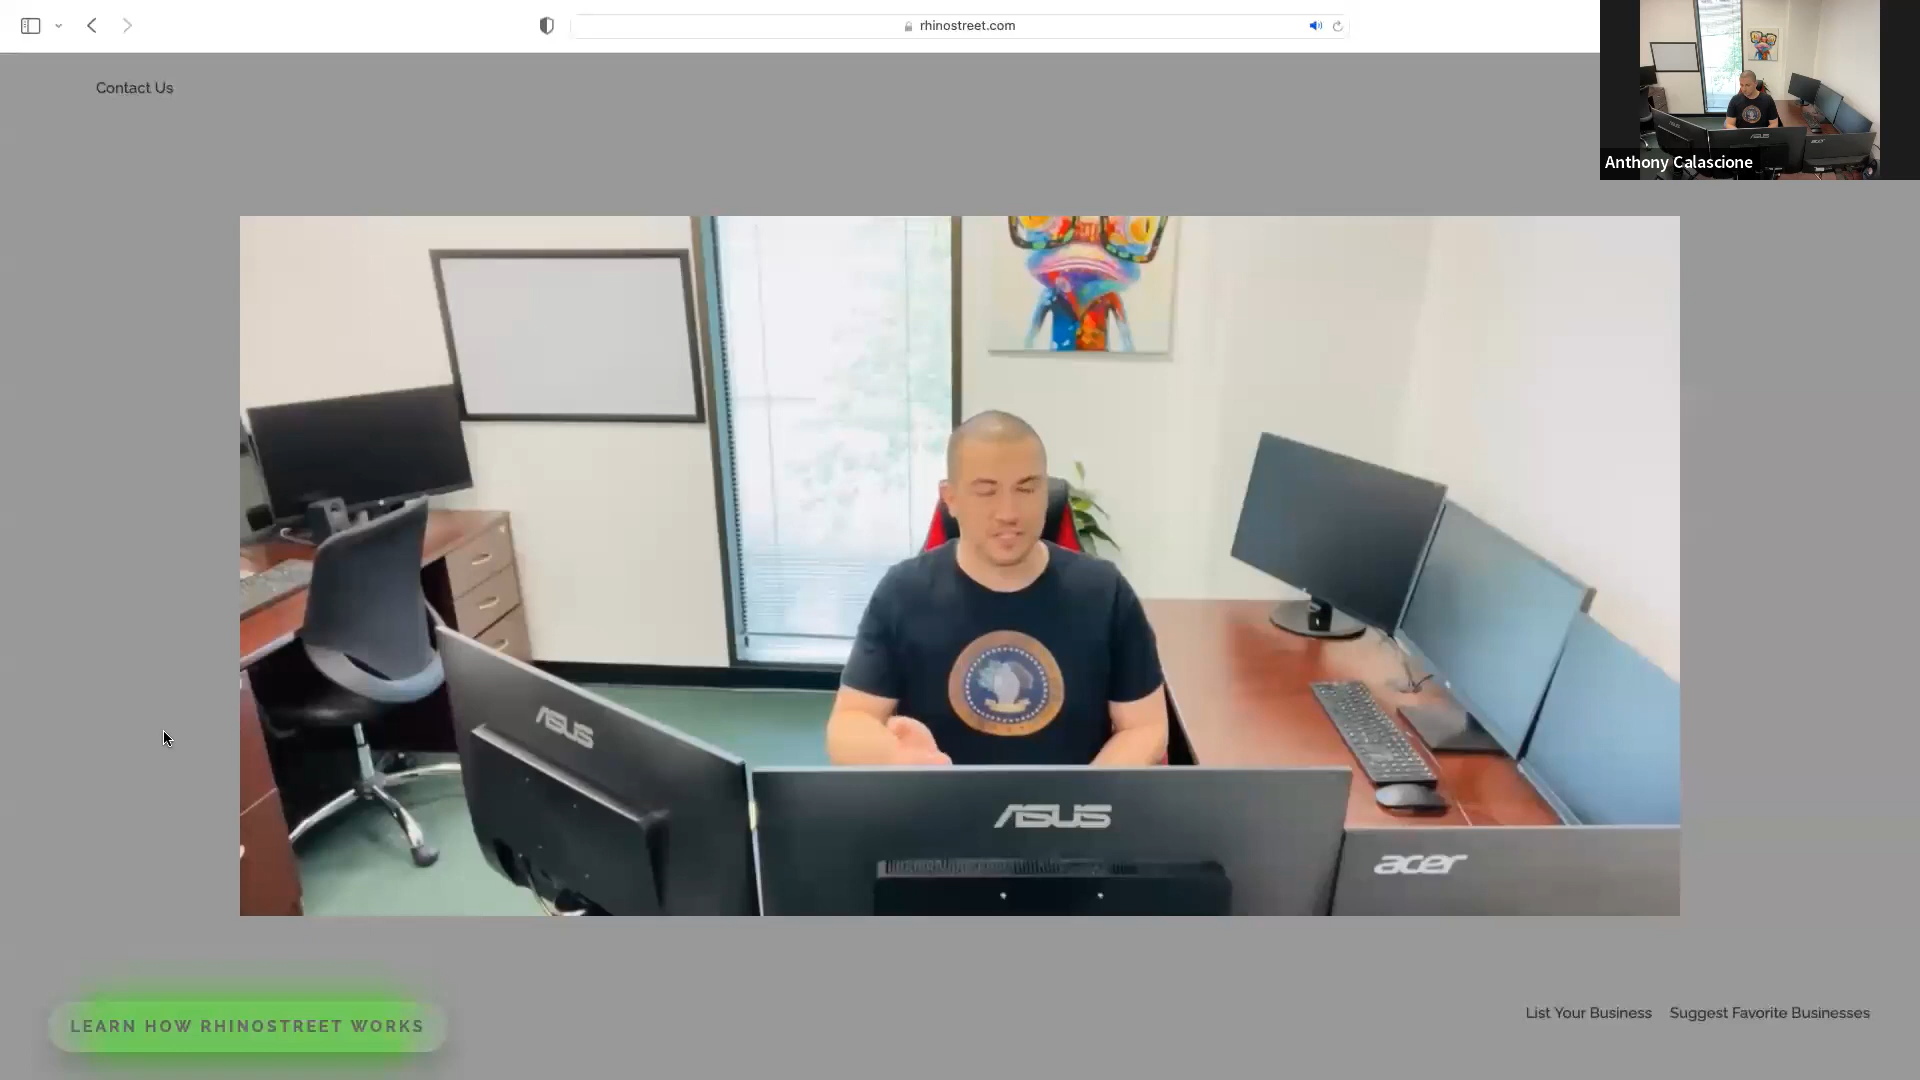 rhinostreet.com
Contact Us
Anthony Calascione
ASUS
ASUS
acer
LEARN HOW RHINOSTREET WORKS
List Your Business
Suggest Favorite Businesses